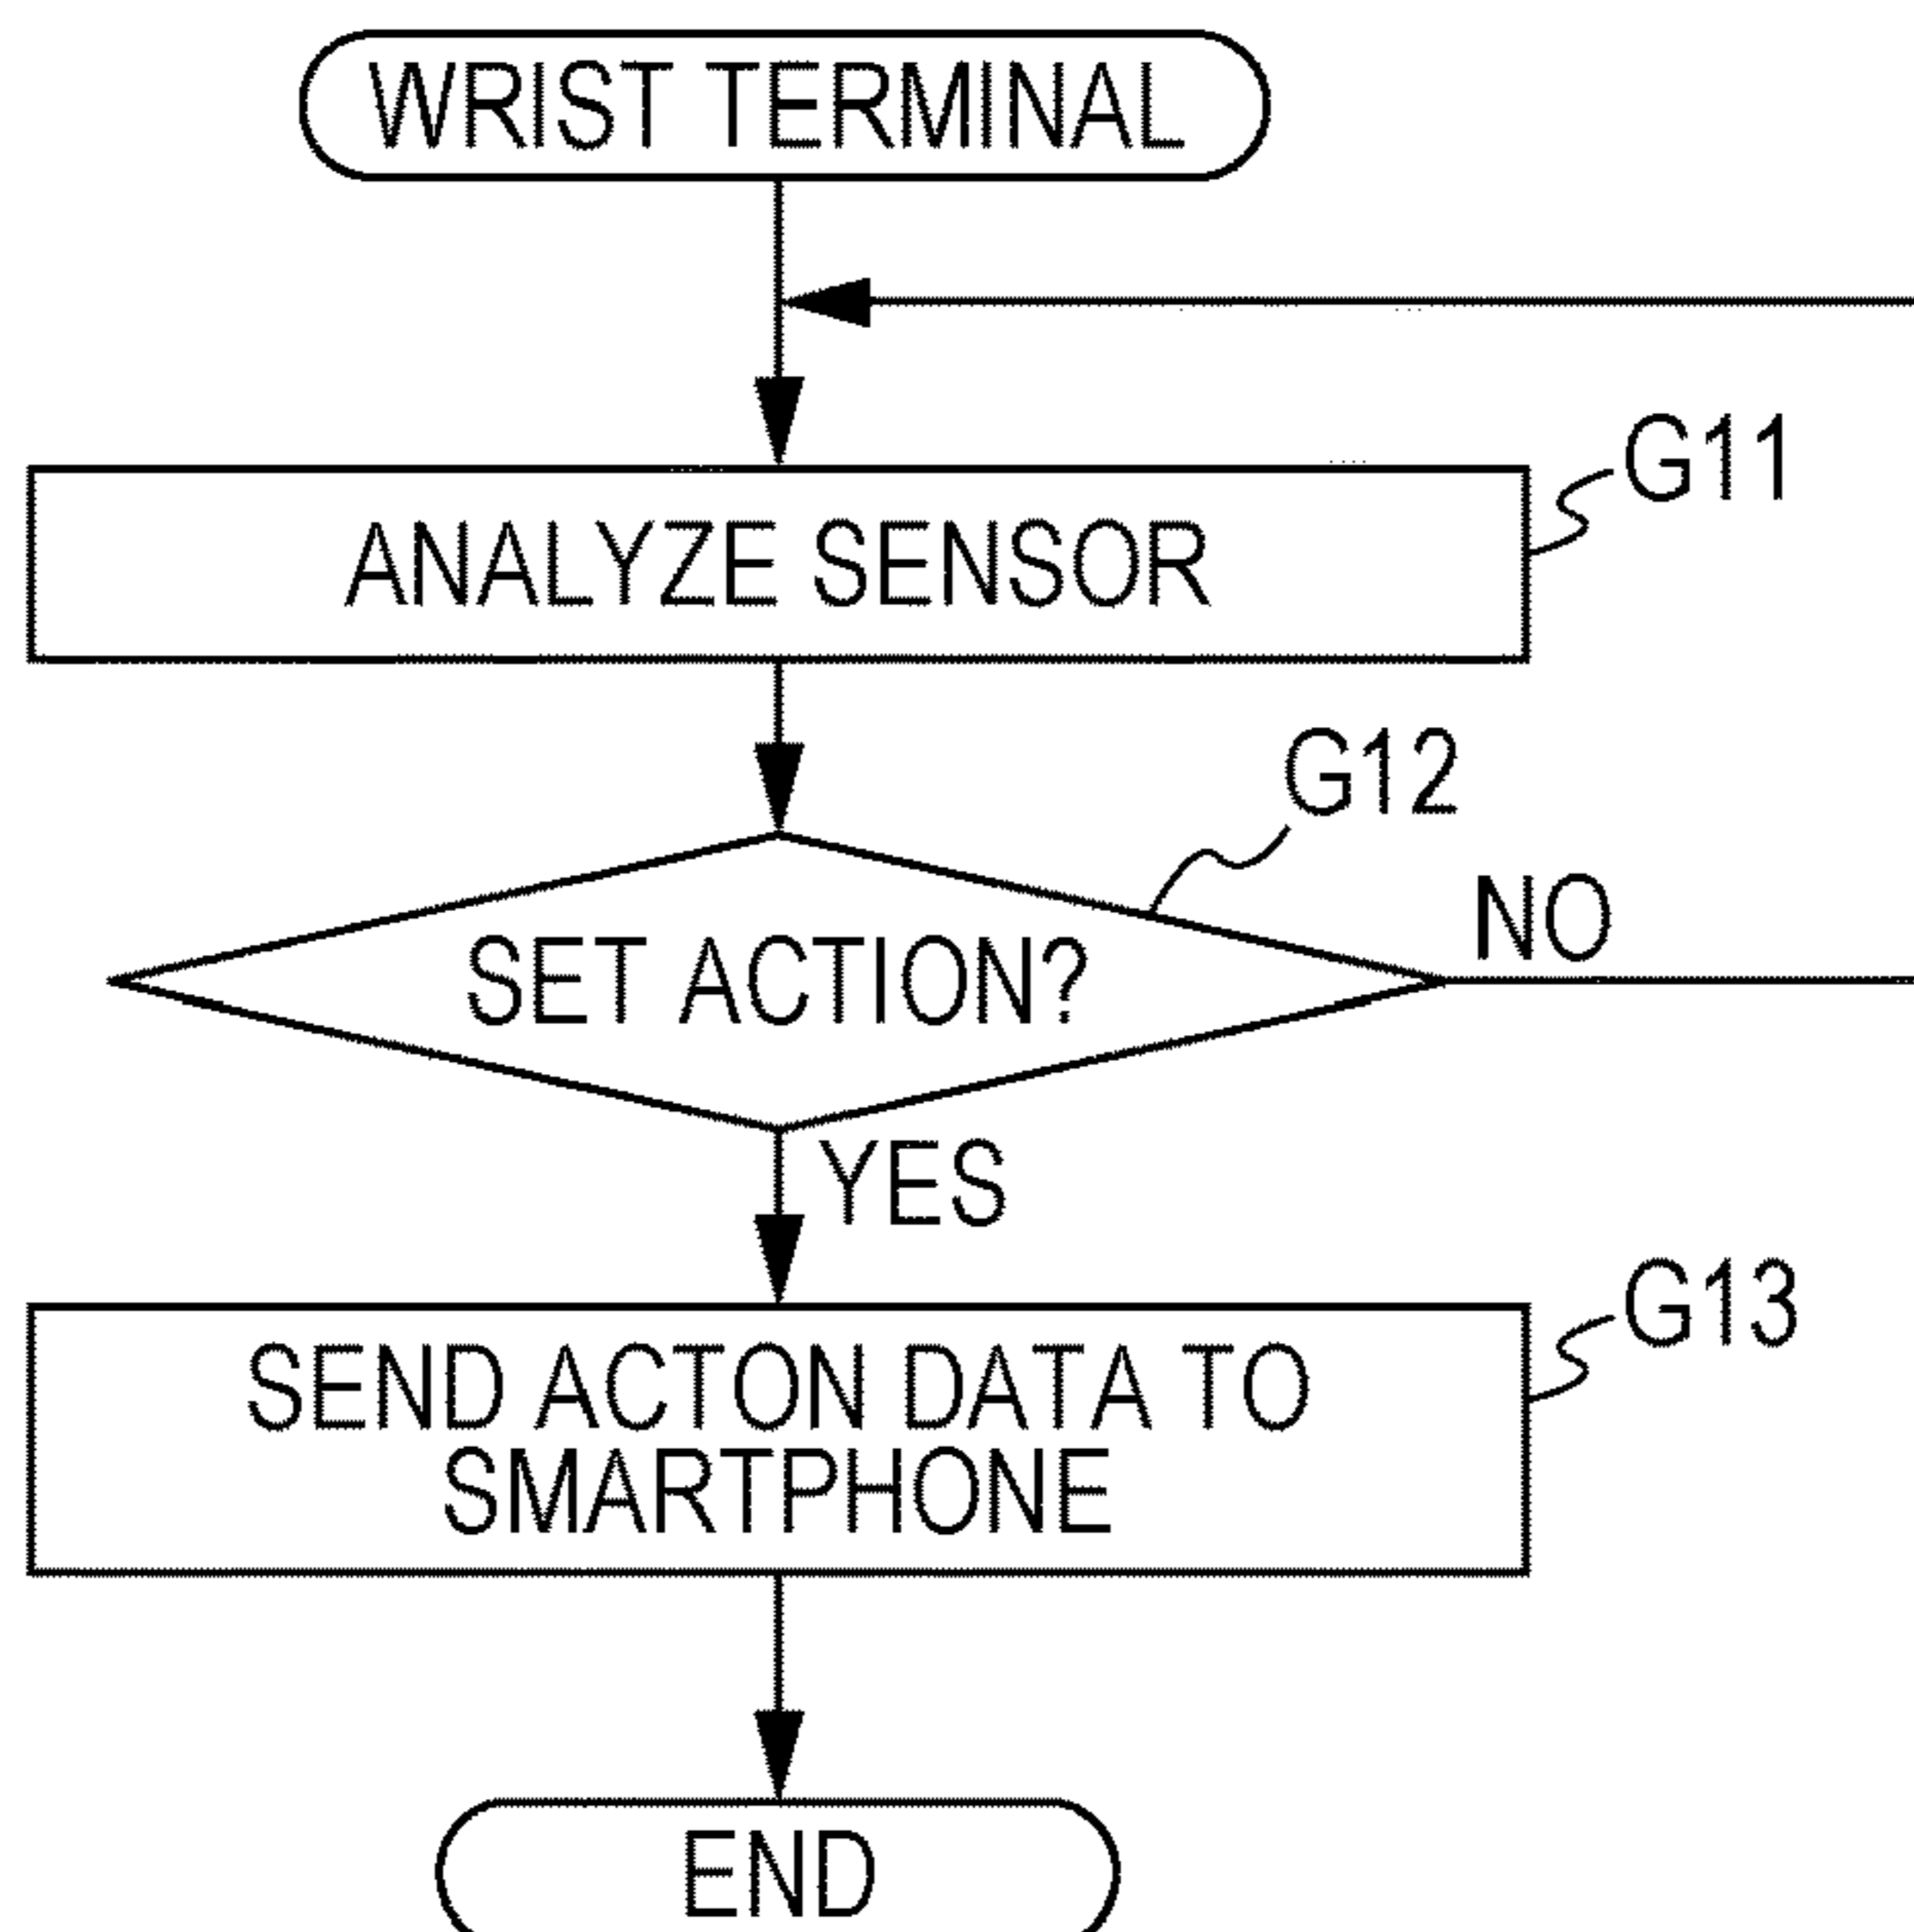 WRIST TERMINAL
G11
ANALYZE SENSOR
G12
NO
SET ACTION?
YES
G13
SEND ACTON DATA TO
SMARTPHONE
END